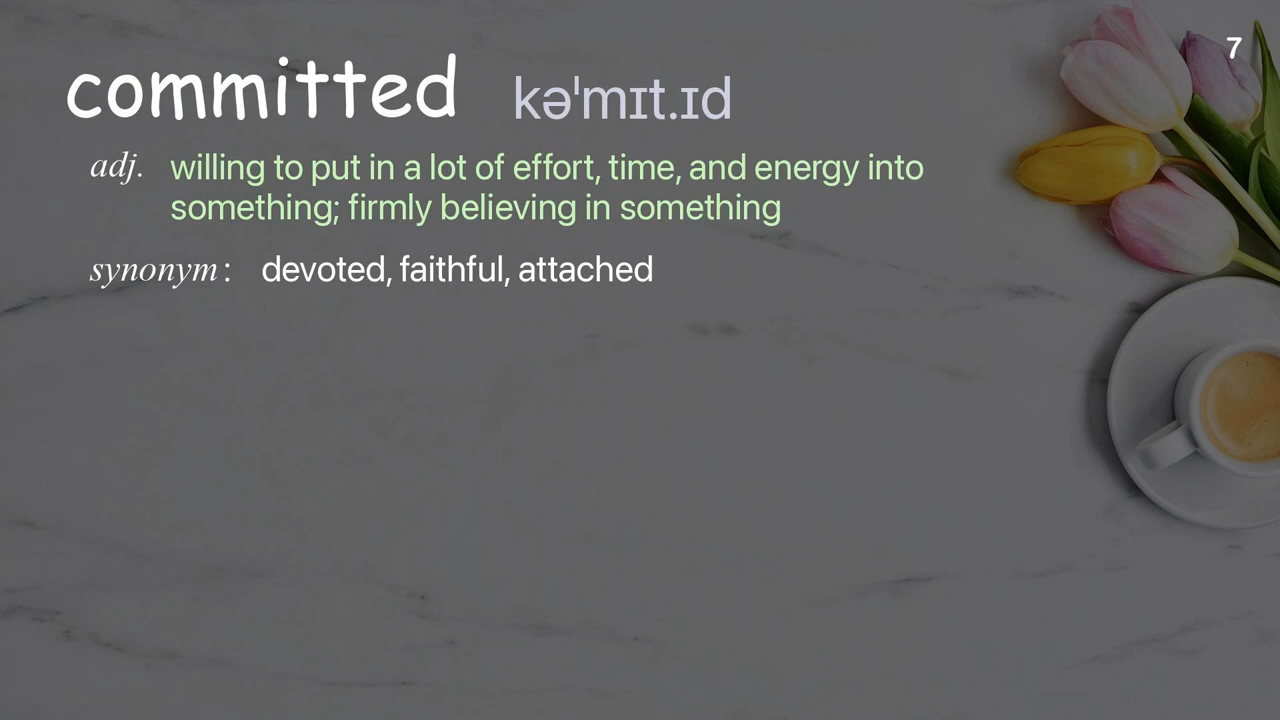 7
committed kəˈmɪt.ɪd
adj. willing to put in a lot of effort, time, and energy into
something; firmly believing in something
synonym : devoted, faithful, attached